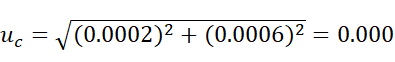 u_c = √((0.0002)² + (0.0006)²) = 0.000